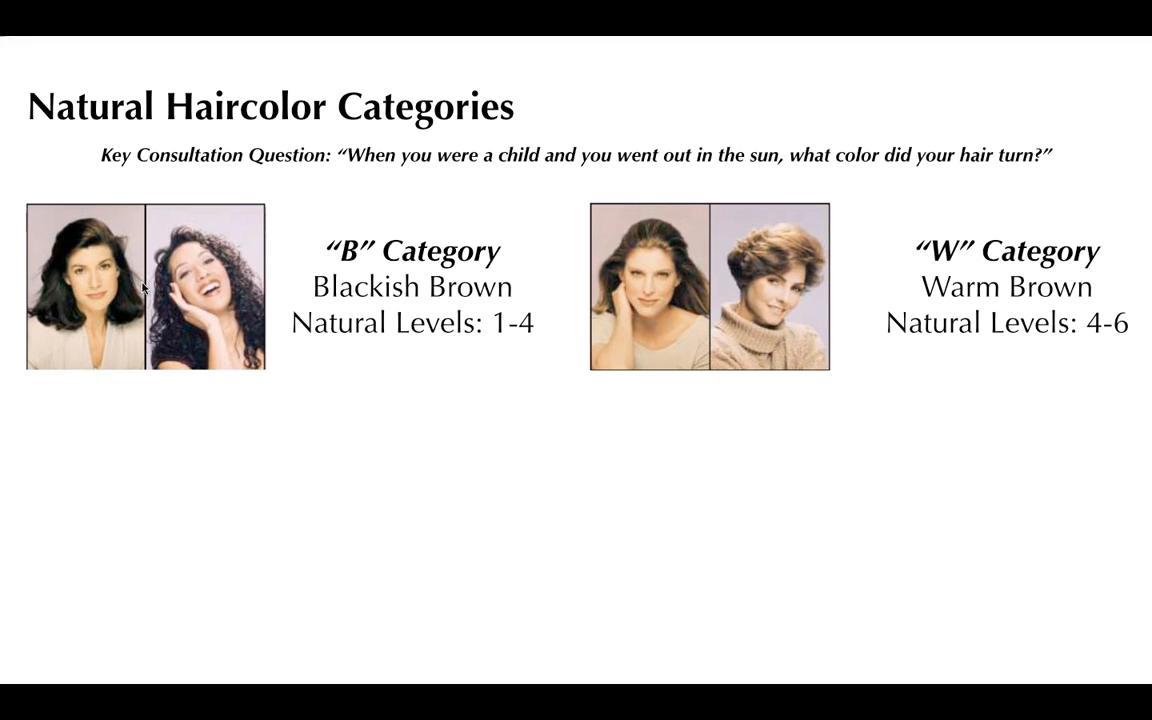 Natural Haircolor Categories
Key Consultation Question: “When you were a child and you went out in the sun, what color did your hair turn?”
“B” Category
Blackish Brown
Natural Levels: 1-4
“W” Category
Warm Brown
Natural Levels: 4-6